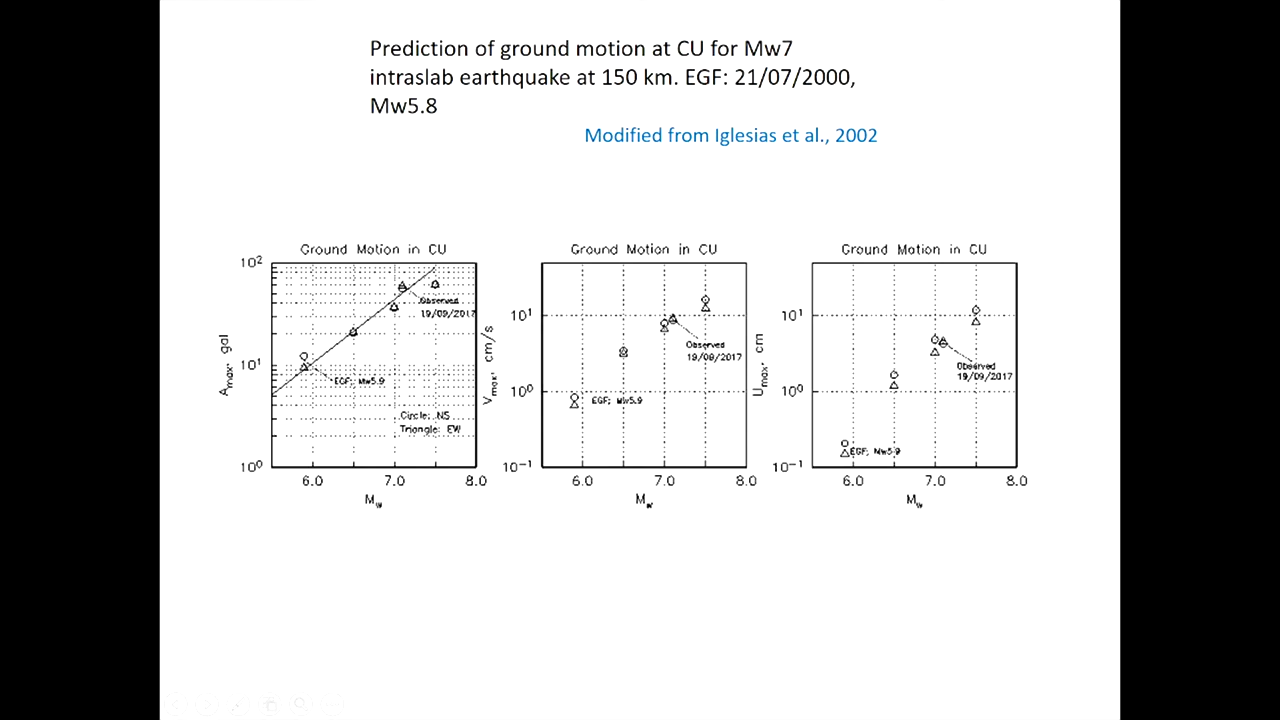 Prediction of ground motion at CU for Mw7
intraslab earthquake at 150 km. EGF: 21/07/2000,
Mw5.8
Modified from Iglesias et al., 2002
Ground Motion in CU
10²
10¹
10⁰
Amax, gal
Observed
19/09/2017
EGF; Mw5.9
Circle: NS
Triangle: EW
6.0 7.0 8.0
Mw
Ground Motion in CU
10¹
10⁰
10⁻¹
Vmax, cm/s
Observed
19/09/2017
EGF; Mw5.9
6.0 7.0 8.0
Mw
Ground Motion in CU
10¹
10⁰
10⁻¹
Umax, cm
Observed
19/09/2017
EGF; Mw5.9
6.0 7.0 8.0
Mw